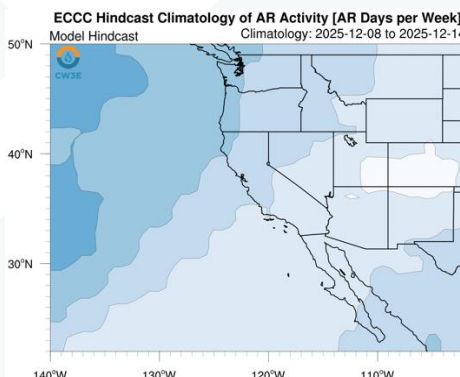 ECCC Hindcast Climatology of AR Activity [AR Days per Week]
Model Hindcast
Climatology: 2025-12-08 to 2025-12-14
CW3E
50°N
40°N
30°N
140°W
130°W
120°W
110°W